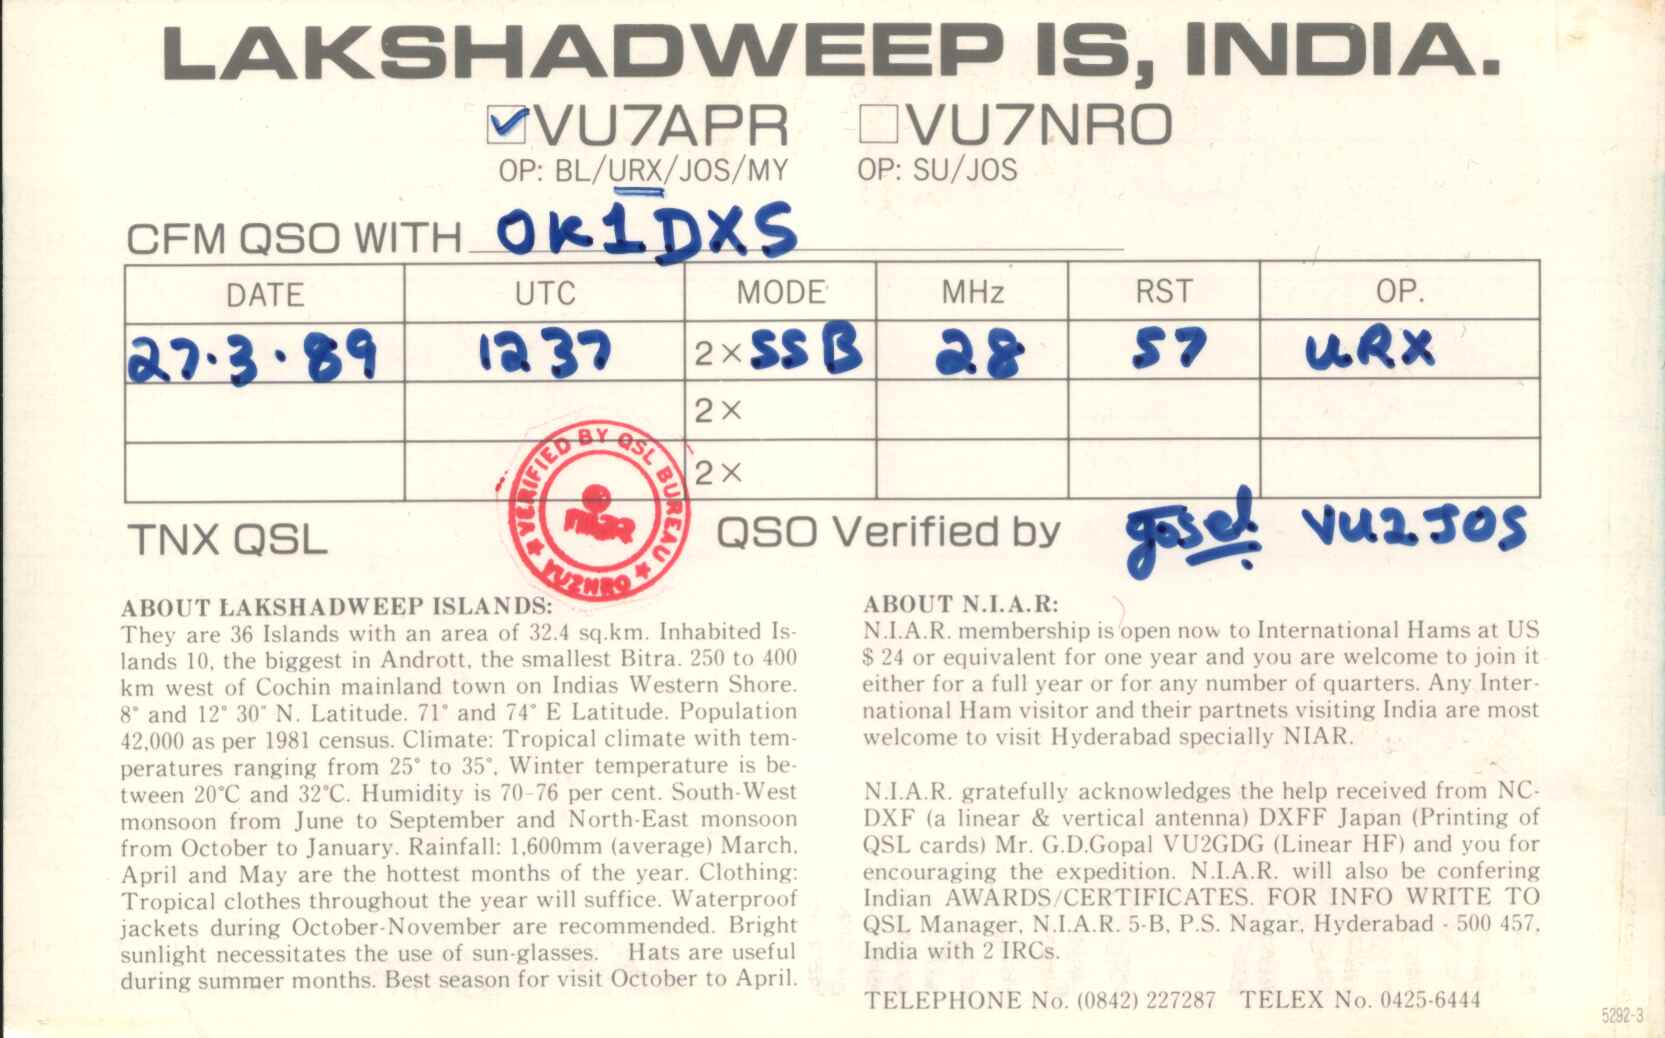 LAKSHADWEEP IS, INDIA.
VU7APR VU7NRO
OP: BL/URX/JOS/MY OP: SU/JOS
CFM QSO WITH OK1DXS
DATE UTC MODE MHz RST OP.
27.3.89 1237 2×SSB 28 57 URX
2×
2×
VERIFIED BY QSL BUREAU
niar
VU2NRO
TNX QSL QSO Verified by VU2JOS
ABOUT LAKSHADWEEP ISLANDS:
They are 36 Islands with an area of 32.4 sq.km. Inhabited Is-
lands 10, the biggest in Andrott, the smallest Bitra. 250 to 400
km west of Cochin mainland town on Indias Western Shore.
8° and 12° 30" N. Latitude. 71° and 74° E Latitude. Population
42,000 as per 1981 census. Climate: Tropical climate with tem-
peratures ranging from 25° to 35°. Winter temperature is be-
tween 20°C and 32°C. Humidity is 70-76 per cent. South-West
monsoon from June to September and North-East monsoon
from October to January. Rainfall: 1,600mm (average) March,
April and May are the hottest months of the year. Clothing:
Tropical clothes throughout the year will suffice. Waterproof
jackets during October-November are recommended. Bright
sunlight necessitates the use of sun-glasses. Hats are useful
during summer months. Best season for visit October to April.
ABOUT N.I.A.R:
N.I.A.R. membership is open now to International Hams at US
$ 24 or equivalent for one year and you are welcome to join it
either for a full year or for any number of quarters. Any Inter-
national Ham visitor and their partnets visiting India are most
welcome to visit Hyderabad specially NIAR.
N.I.A.R. gratefully acknowledges the help received from NC-
DXF (a linear & vertical antenna) DXFF Japan (Printing of
QSL cards) Mr. G.D.Gopal VU2GDG (Linear HF) and you for
encouraging the expedition. N.I.A.R. will also be confering
Indian AWARDS/CERTIFICATES. FOR INFO WRITE TO
QSL Manager, N.I.A.R. 5-B, P.S. Nagar, Hyderabad - 500 457,
India with 2 IRCs.
TELEPHONE No. (0842) 227287 TELEX No. 0425-6444
5292-3